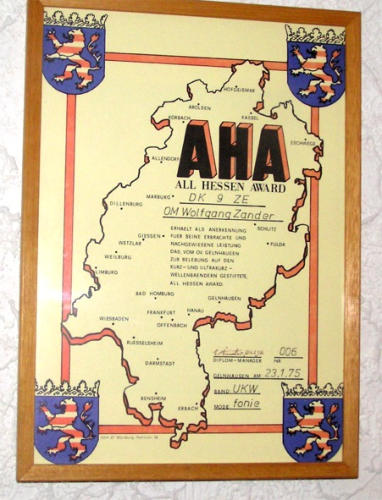 HOFGEISMAR
AROLSEN
KORBACH
KASSEL
ESCHWEGE
ALLENDORF
AHA
ALL HESSEN AWARD
MARBURG
DK 9 ZE
DILLENBURG
OM Wolfgang Zander
GIESSEN
WETZLAR
WEILBURG
LIMBURG
SCHLITZ
FULDA
ERHAELT ALS ANERKENNUNG
FUER SEINE ERBRACHTE UND
NACHGEWIESENE LEISTUNG
DAS, VOM OV GELNHAUSEN
ZUR BELEBUNG AUF DEN
KURZ- UND ULTRAKURZ-
WELLENBAENDERN GESTIFTETE,
ALL HESSEN AWARD.
BAD HOMBURG
GELNHAUSEN
FRANKFURT
HANAU
WIESBADEN
OFFENBACH
RUESSELSHEIM
DARMSTADT
DIPLOM-MANAGER
NR.
006
GELNHAUSEN AM
23.1.75
BENSHEIM
BAND
UKW
ERBACH
MODE
fonie